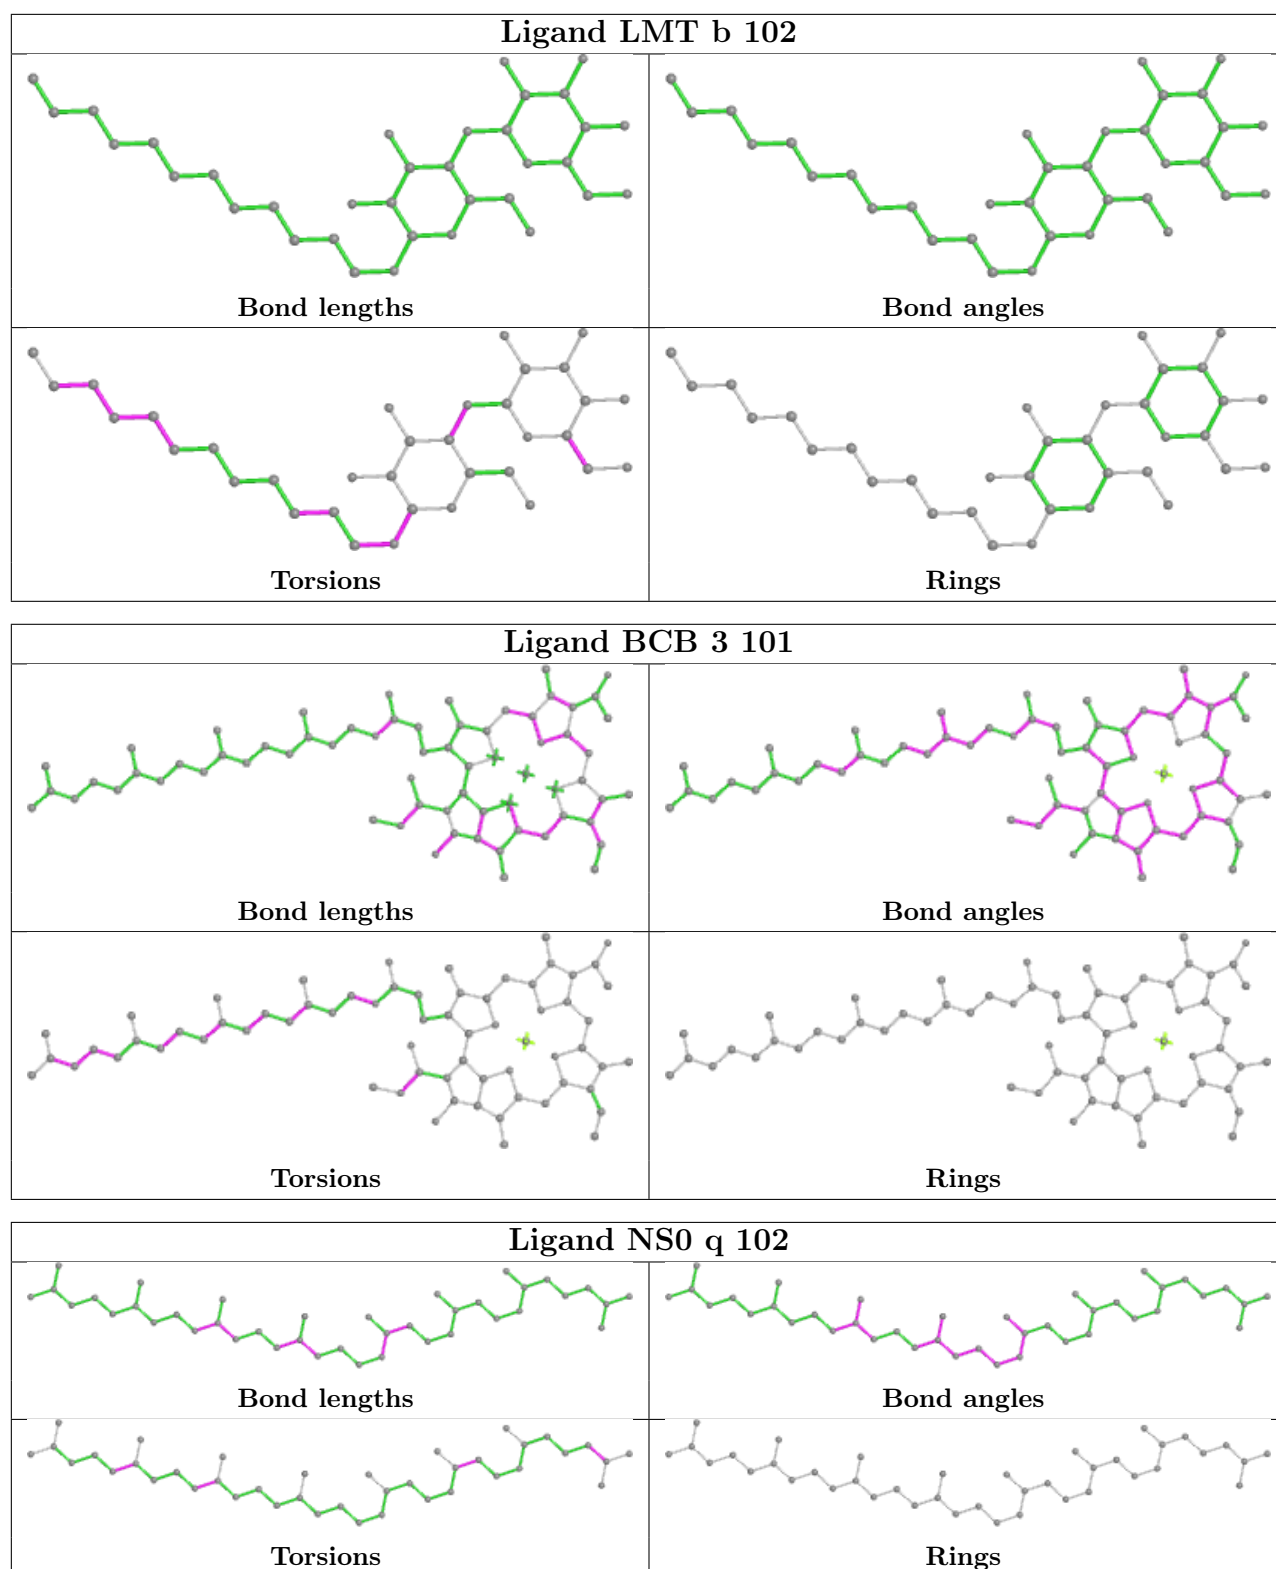 Ligand LMT b 102
Bond lengths
Bond angles
Torsions
Rings
Ligand BCB 3 101
Bond lengths
Bond angles
Torsions
Rings
Ligand NS0 q 102
Bond lengths
Bond angles
Torsions
Rings